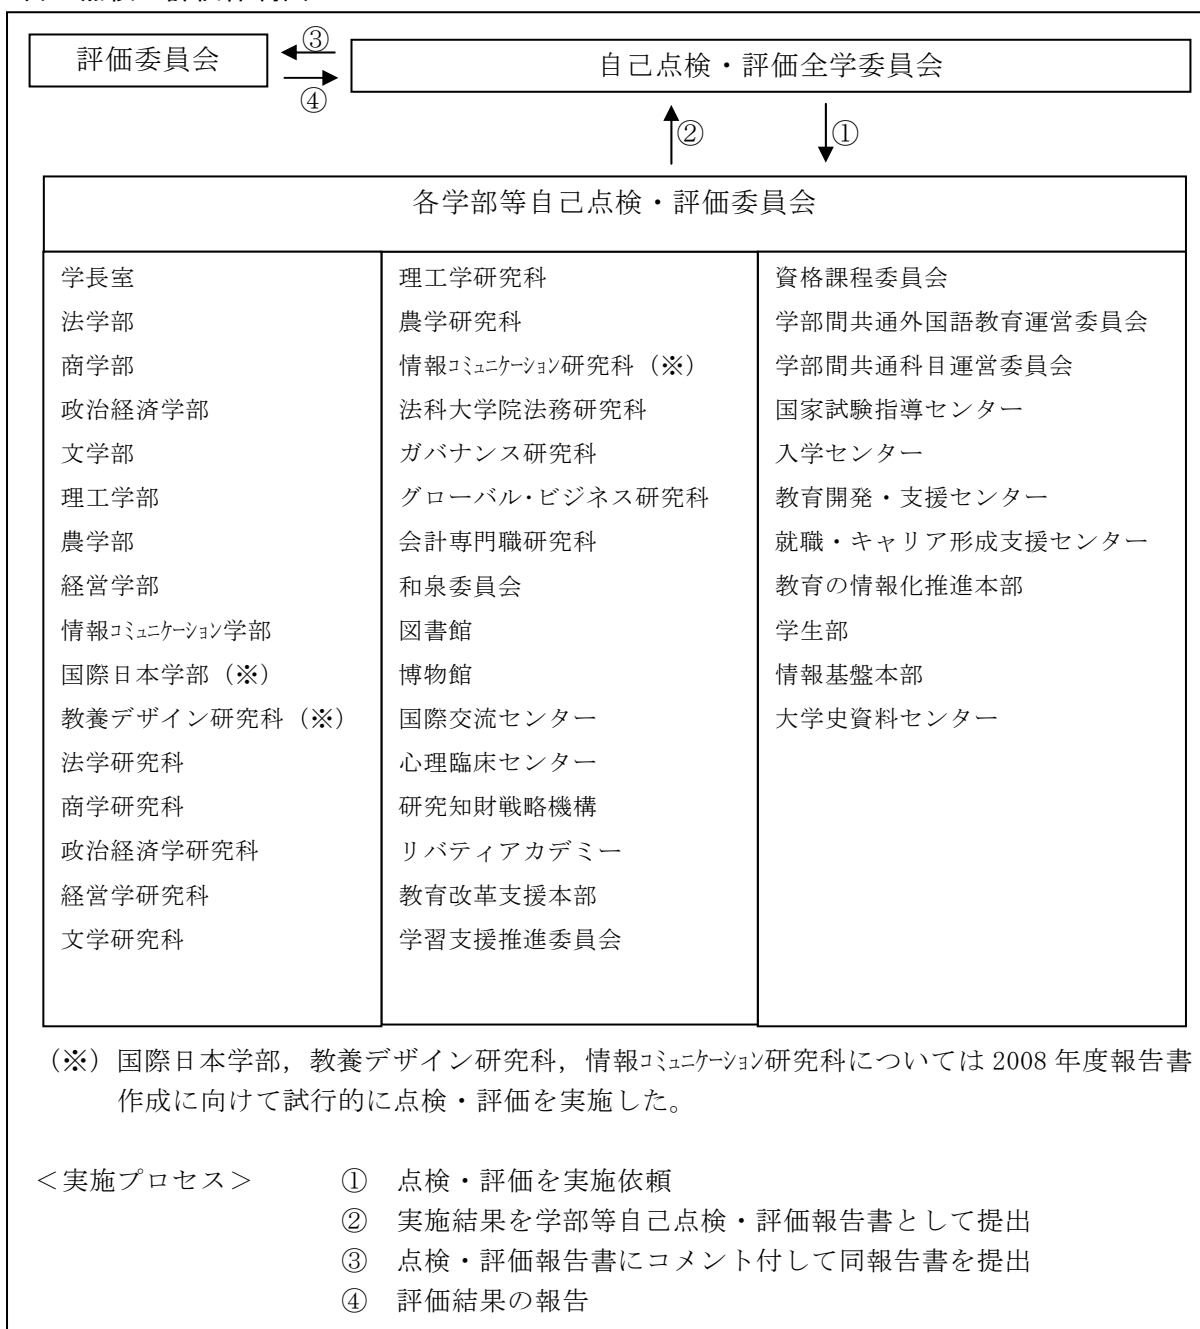 評価委員会
③
④
自己点検・評価全学委員会
②
①
各学部等自己点検・評価委員会
学長室
法学部
商学部
政治経済学部
文学部
理工学部
農学部
経営学部
情報ｺﾐｭﾆｹｰｼｮﾝ学部
国際日本学部（※）
教養デザイン研究科（※）
法学研究科
商学研究科
政治経済学研究科
経営学研究科
文学研究科
理工学研究科
農学研究科
情報ｺﾐｭﾆｹｰｼｮﾝ研究科（※）
法科大学院法務研究科
ガバナンス研究科
グローバル・ビジネス研究科
会計専門職研究科
和泉委員会
図書館
博物館
国際交流センター
心理臨床センター
研究知財戦略機構
リバティアカデミー
教育改革支援本部
学習支援推進委員会
資格課程委員会
学部間共通外国語教育運営委員会
学部間共通科目運営委員会
国家試験指導センター
入学センター
教育開発・支援センター
就職・キャリア形成支援センター
教育の情報化推進本部
学生部
情報基盤本部
大学史資料センター
（※）国際日本学部，教養デザイン研究科，情報ｺﾐｭﾆｹｰｼｮﾝ研究科については 2008 年度報告書
作成に向けて試行的に点検・評価を実施した。
＜実施プロセス＞ ① 点検・評価を実施依頼
② 実施結果を学部等自己点検・評価報告書として提出
③ 点検・評価報告書にコメント付して同報告書を提出
④ 評価結果の報告